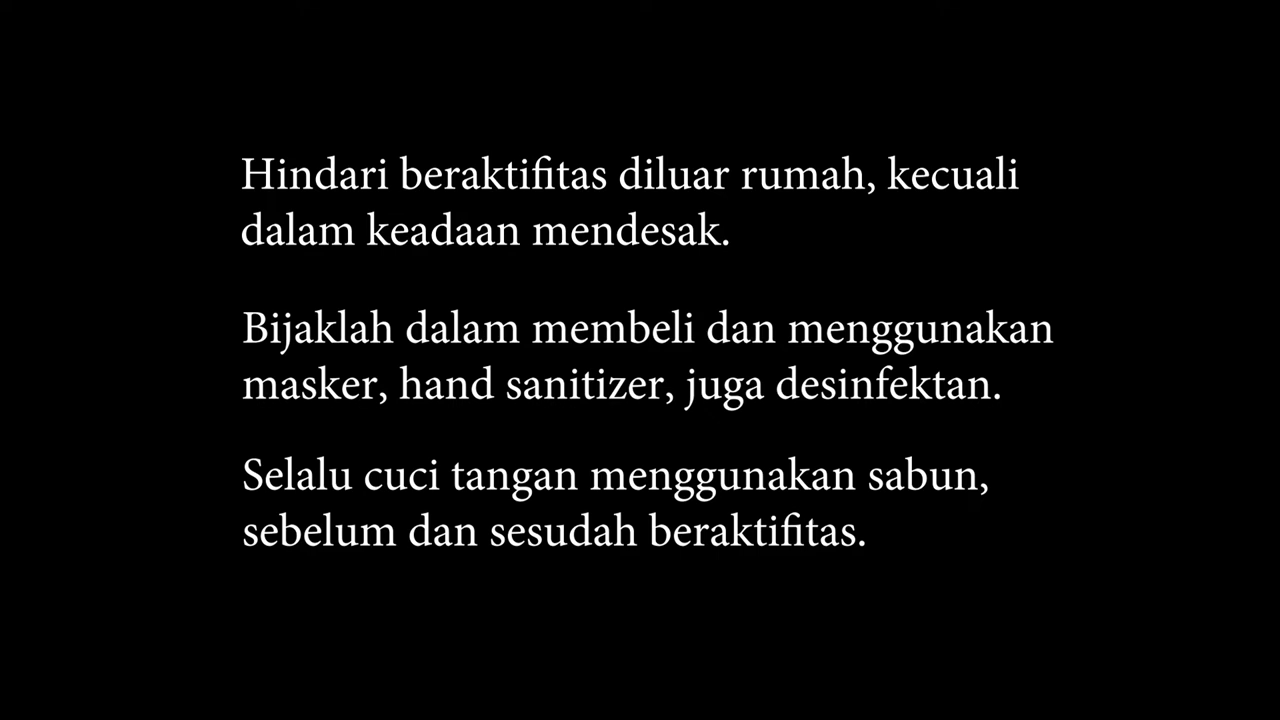 Hindari beraktifitas diluar rumah, kecuali
dalam keadaan mendesak.
Bijaklah dalam membeli dan menggunakan
masker, hand sanitizer, juga desinfektan.
Selalu cuci tangan menggunakan sabun,
sebelum dan sesudah beraktifitas.